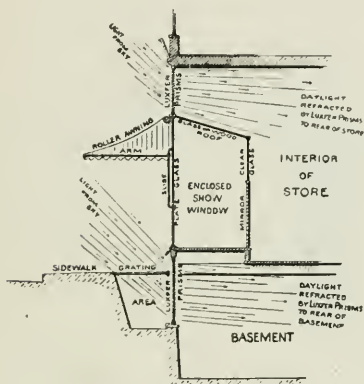 LIGHT
FROM
SKY
LUXFER
PRISMS
DAYLIGHT
REFRACTED
BY LUXFER PRISMS
TO REAR OF STORE
ROLLER AWNING
ARM
GLASS
WOOD
ROOF
CLEAR
GLASS
MIRROR
INTERIOR
OF
STORE
SLIDE
PLATE GLASS
ENCLOSED
SHOW
WINDOW
LIGHT
FROM
SKY
SIDEWALK
GRATING
AREA
LUXFER
PRISMS
DAYLIGHT
REFRACTED
BY LUXFER PRISMS
TO REAR
OF
BASEMENT
BASEMENT